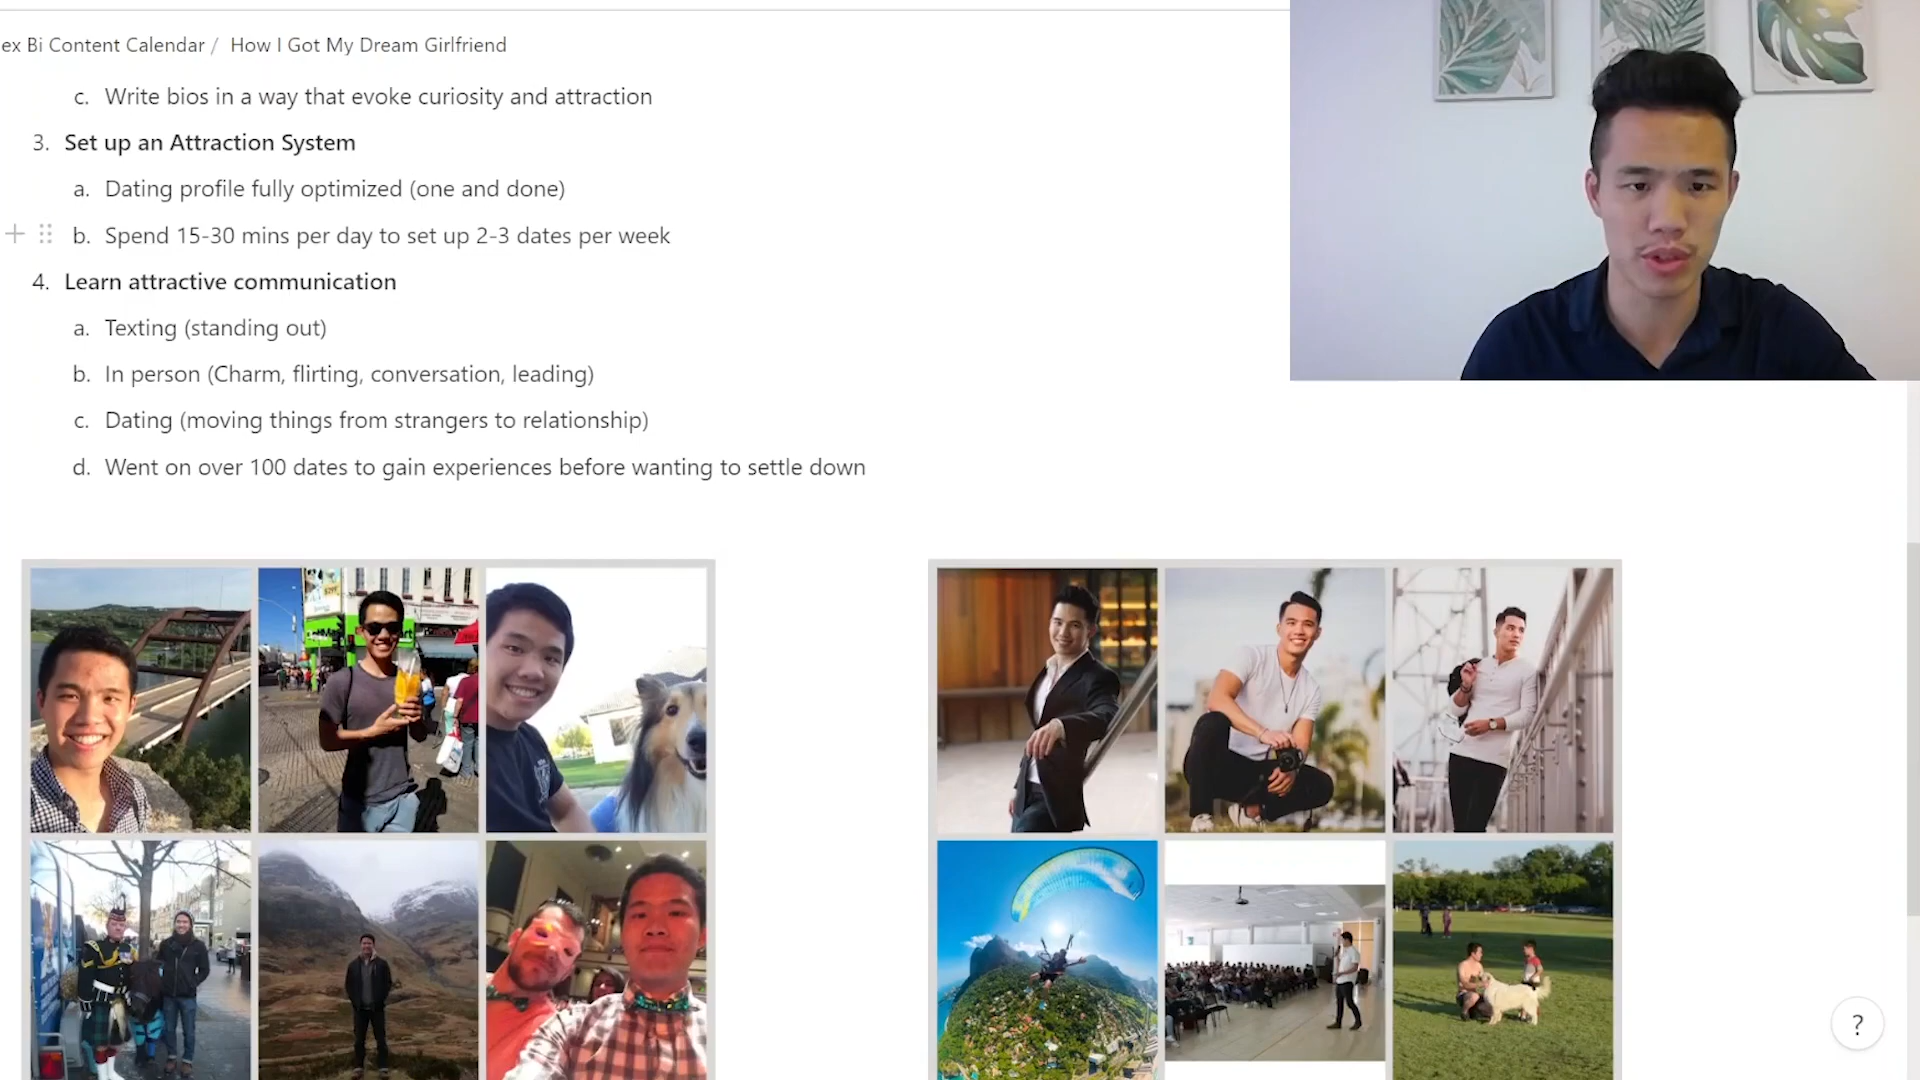 ex Bi Content Calendar / How I Got My Dream Girlfriend
c. Write bios in a way that evoke curiosity and attraction
3. Set up an Attraction System
a. Dating profile fully optimized (one and done)
b. Spend 15-30 mins per day to set up 2-3 dates per week
4. Learn attractive communication
a. Texting (standing out)
b. In person (Charm, flirting, conversation, leading)
c. Dating (moving things from strangers to relationship)
d. Went on over 100 dates to gain experiences before wanting to settle down
?